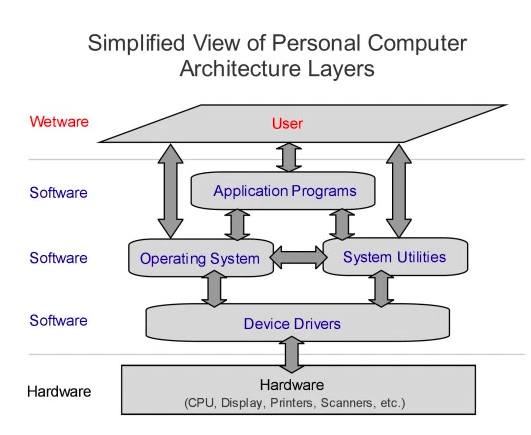 Simplified View of Personal Computer
Architecture Layers
Wetware
User
Software
Application Programs
Software
Operating System
System Utilities
Software
Device Drivers
Hardware
Hardware
(CPU, Display, Printers, Scanners, etc.)